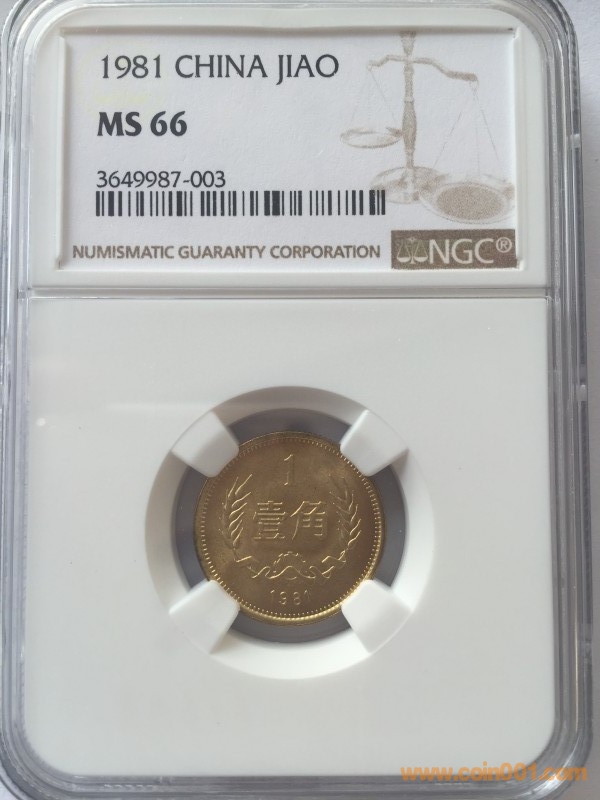 1981 CHINA JIAO
MS 66
3649987-003
NUMISMATIC GUARANTY CORPORATION
NGC®
1
壹角
1981
www.coin001.com